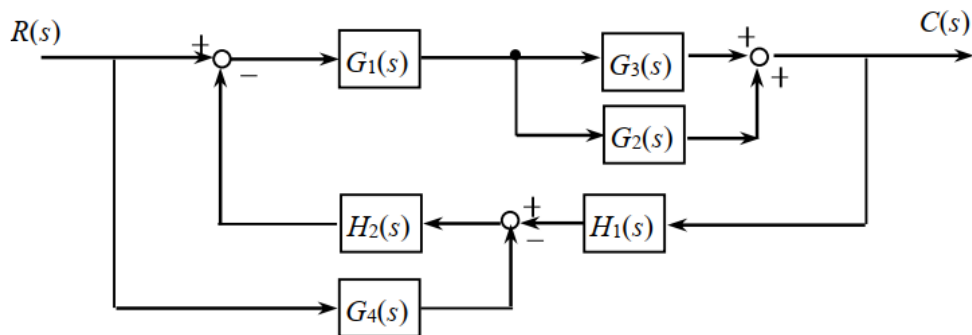 R(s)
C(s)
+
−
G₁(s)
G₃(s)
+
+
G₂(s)
H₂(s)
+
−
H₁(s)
G₄(s)